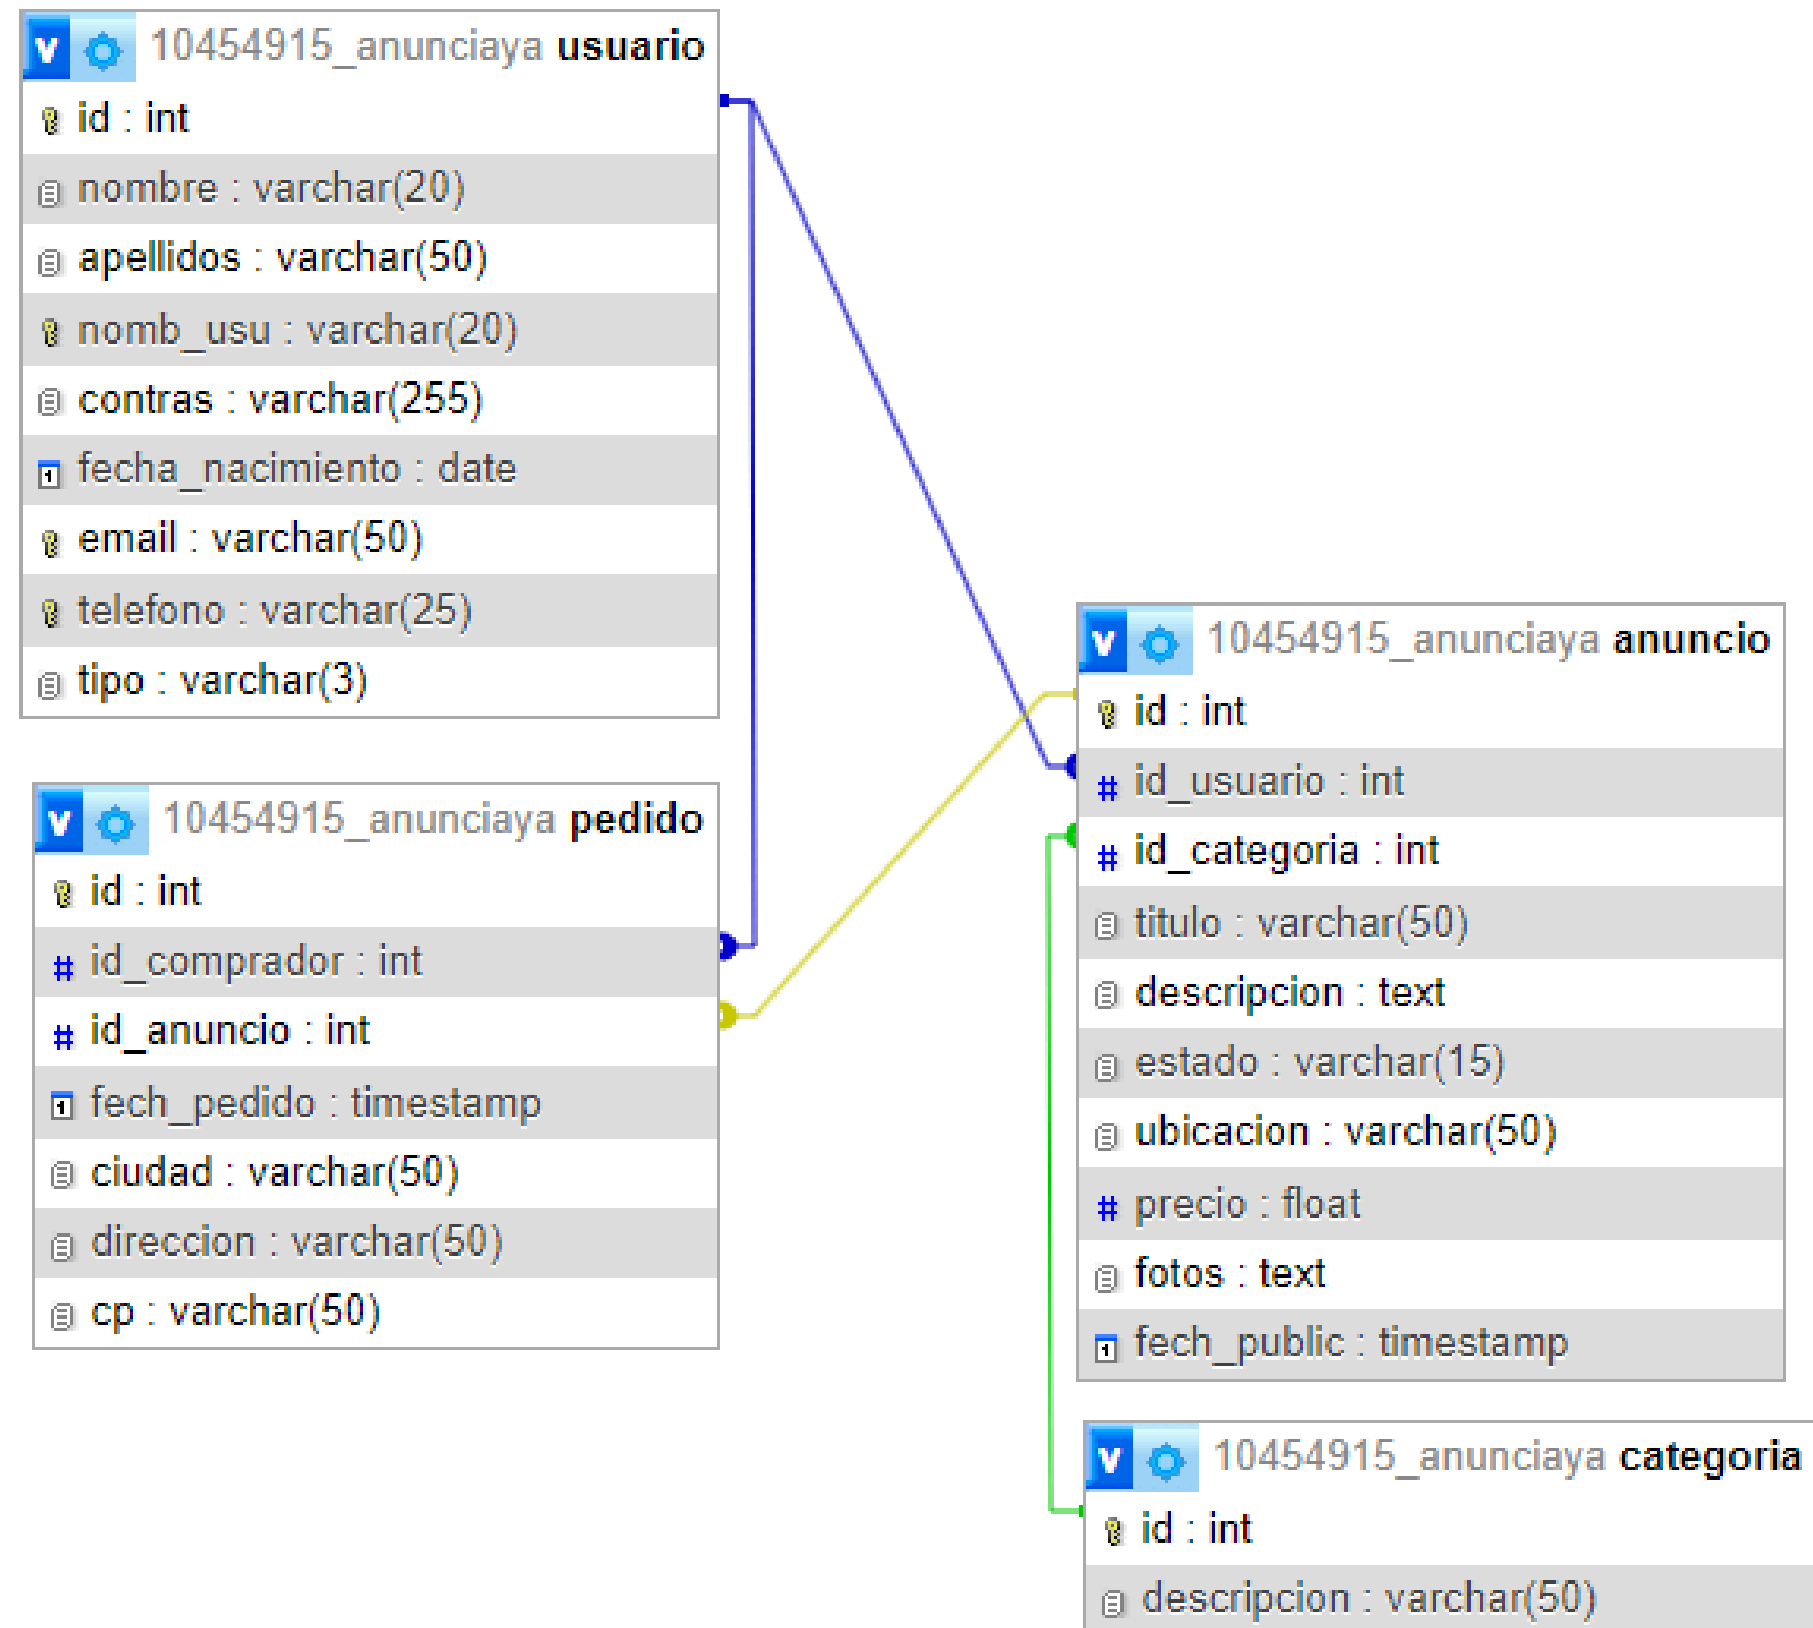 10454915_anunciaya usuario
id : int
nombre : varchar(20)
apellidos : varchar(50)
nomb_usu : varchar(20)
contras : varchar(255)
fecha_nacimiento : date
email : varchar(50)
telefono : varchar(25)
tipo : varchar(3)
10454915_anunciaya pedido
id : int
id_comprador : int
id_anuncio : int
fech_pedido : timestamp
ciudad : varchar(50)
direccion : varchar(50)
cp : varchar(50)
10454915_anunciaya anuncio
id : int
id_usuario : int
id_categoria : int
titulo : varchar(50)
descripcion : text
estado : varchar(15)
ubicacion : varchar(50)
precio : float
fotos : text
fech_public : timestamp
10454915_anunciaya categoria
id : int
descripcion : varchar(50)